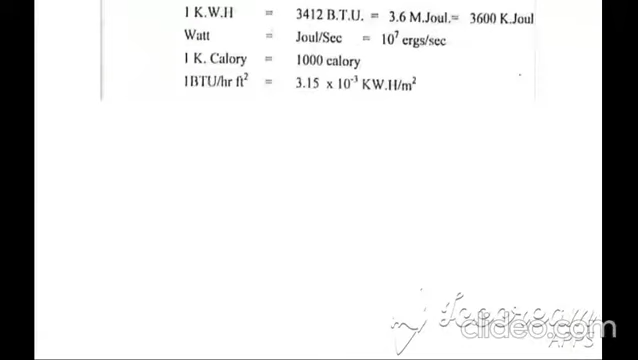 1 K.W.H = 3412 B.T.U. = 3.6 M.Joul.= 3600 K.Joul
Watt = Joul/Sec = 10⁷ ergs/sec
1 K. Calory = 1000 calory
1BTU/hr ft² = 3.15 x 10⁻³ KW.H/m²
clideo.com
APPS